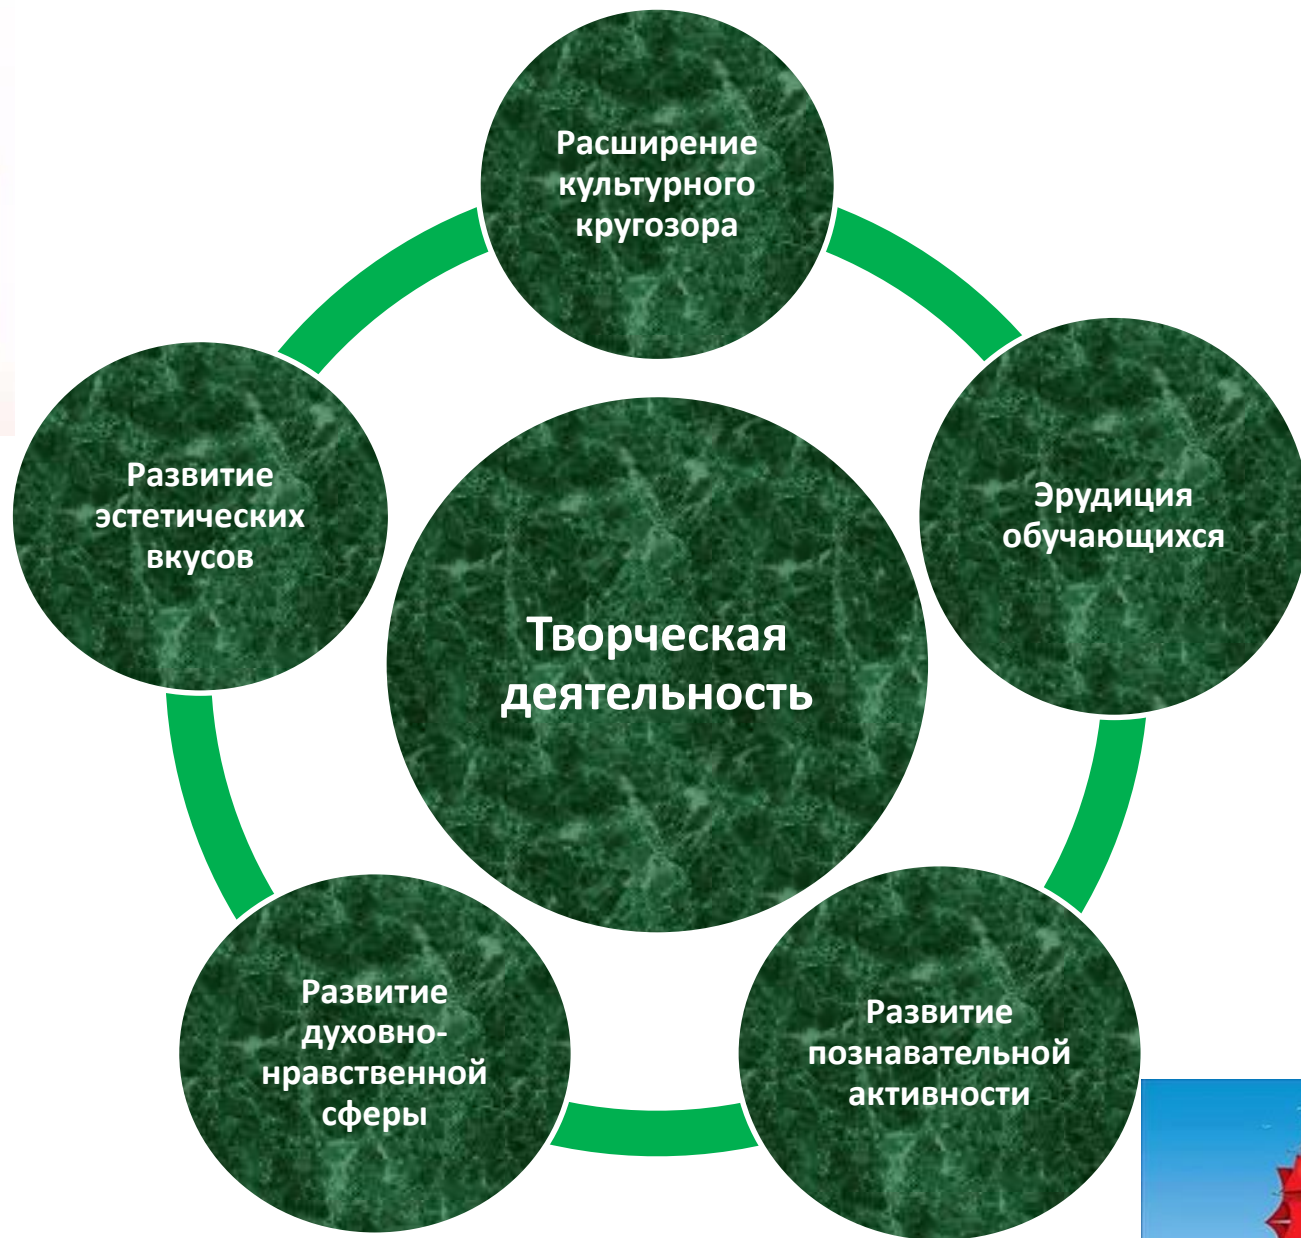 Расширение
культурного
кругозора
Эрудиция
обучающихся
Развитие
познавательной
активности
Развитие
духовно-
нравственной
сферы
Развитие
эстетических
вкусов
Творческая
деятельность